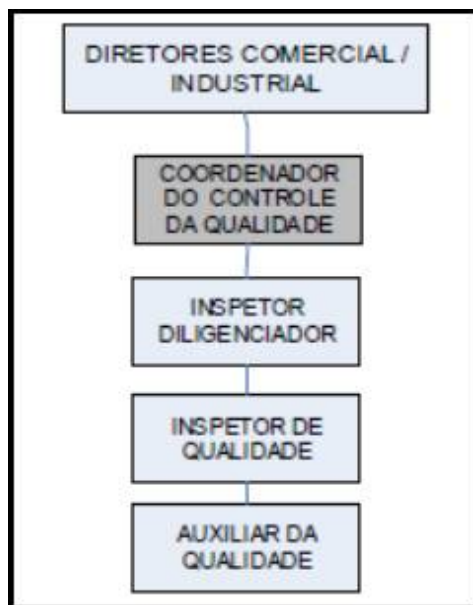 DIRETORES COMERCIAL /
INDUSTRIAL
COORDENADOR
DO CONTROLE
DA QUALIDADE
INSPETOR
DILIGENCIADOR
INSPETOR DE
QUALIDADE
AUXILIAR DA
QUALIDADE